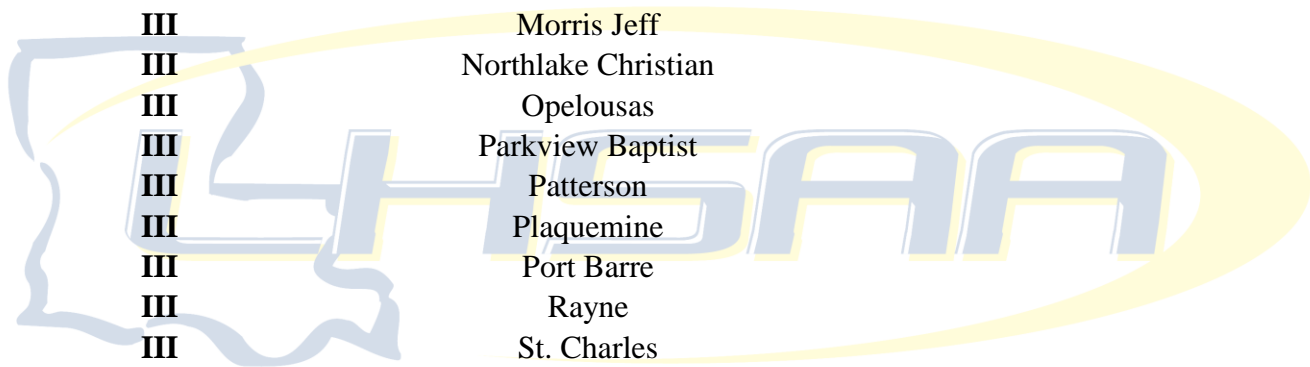 III Morris Jeff
III Northlake Christian
III Opelousas
III Parkview Baptist
LHSAA
III Patterson
III Plaquemine
III Port Barre
III Rayne
III St. Charles